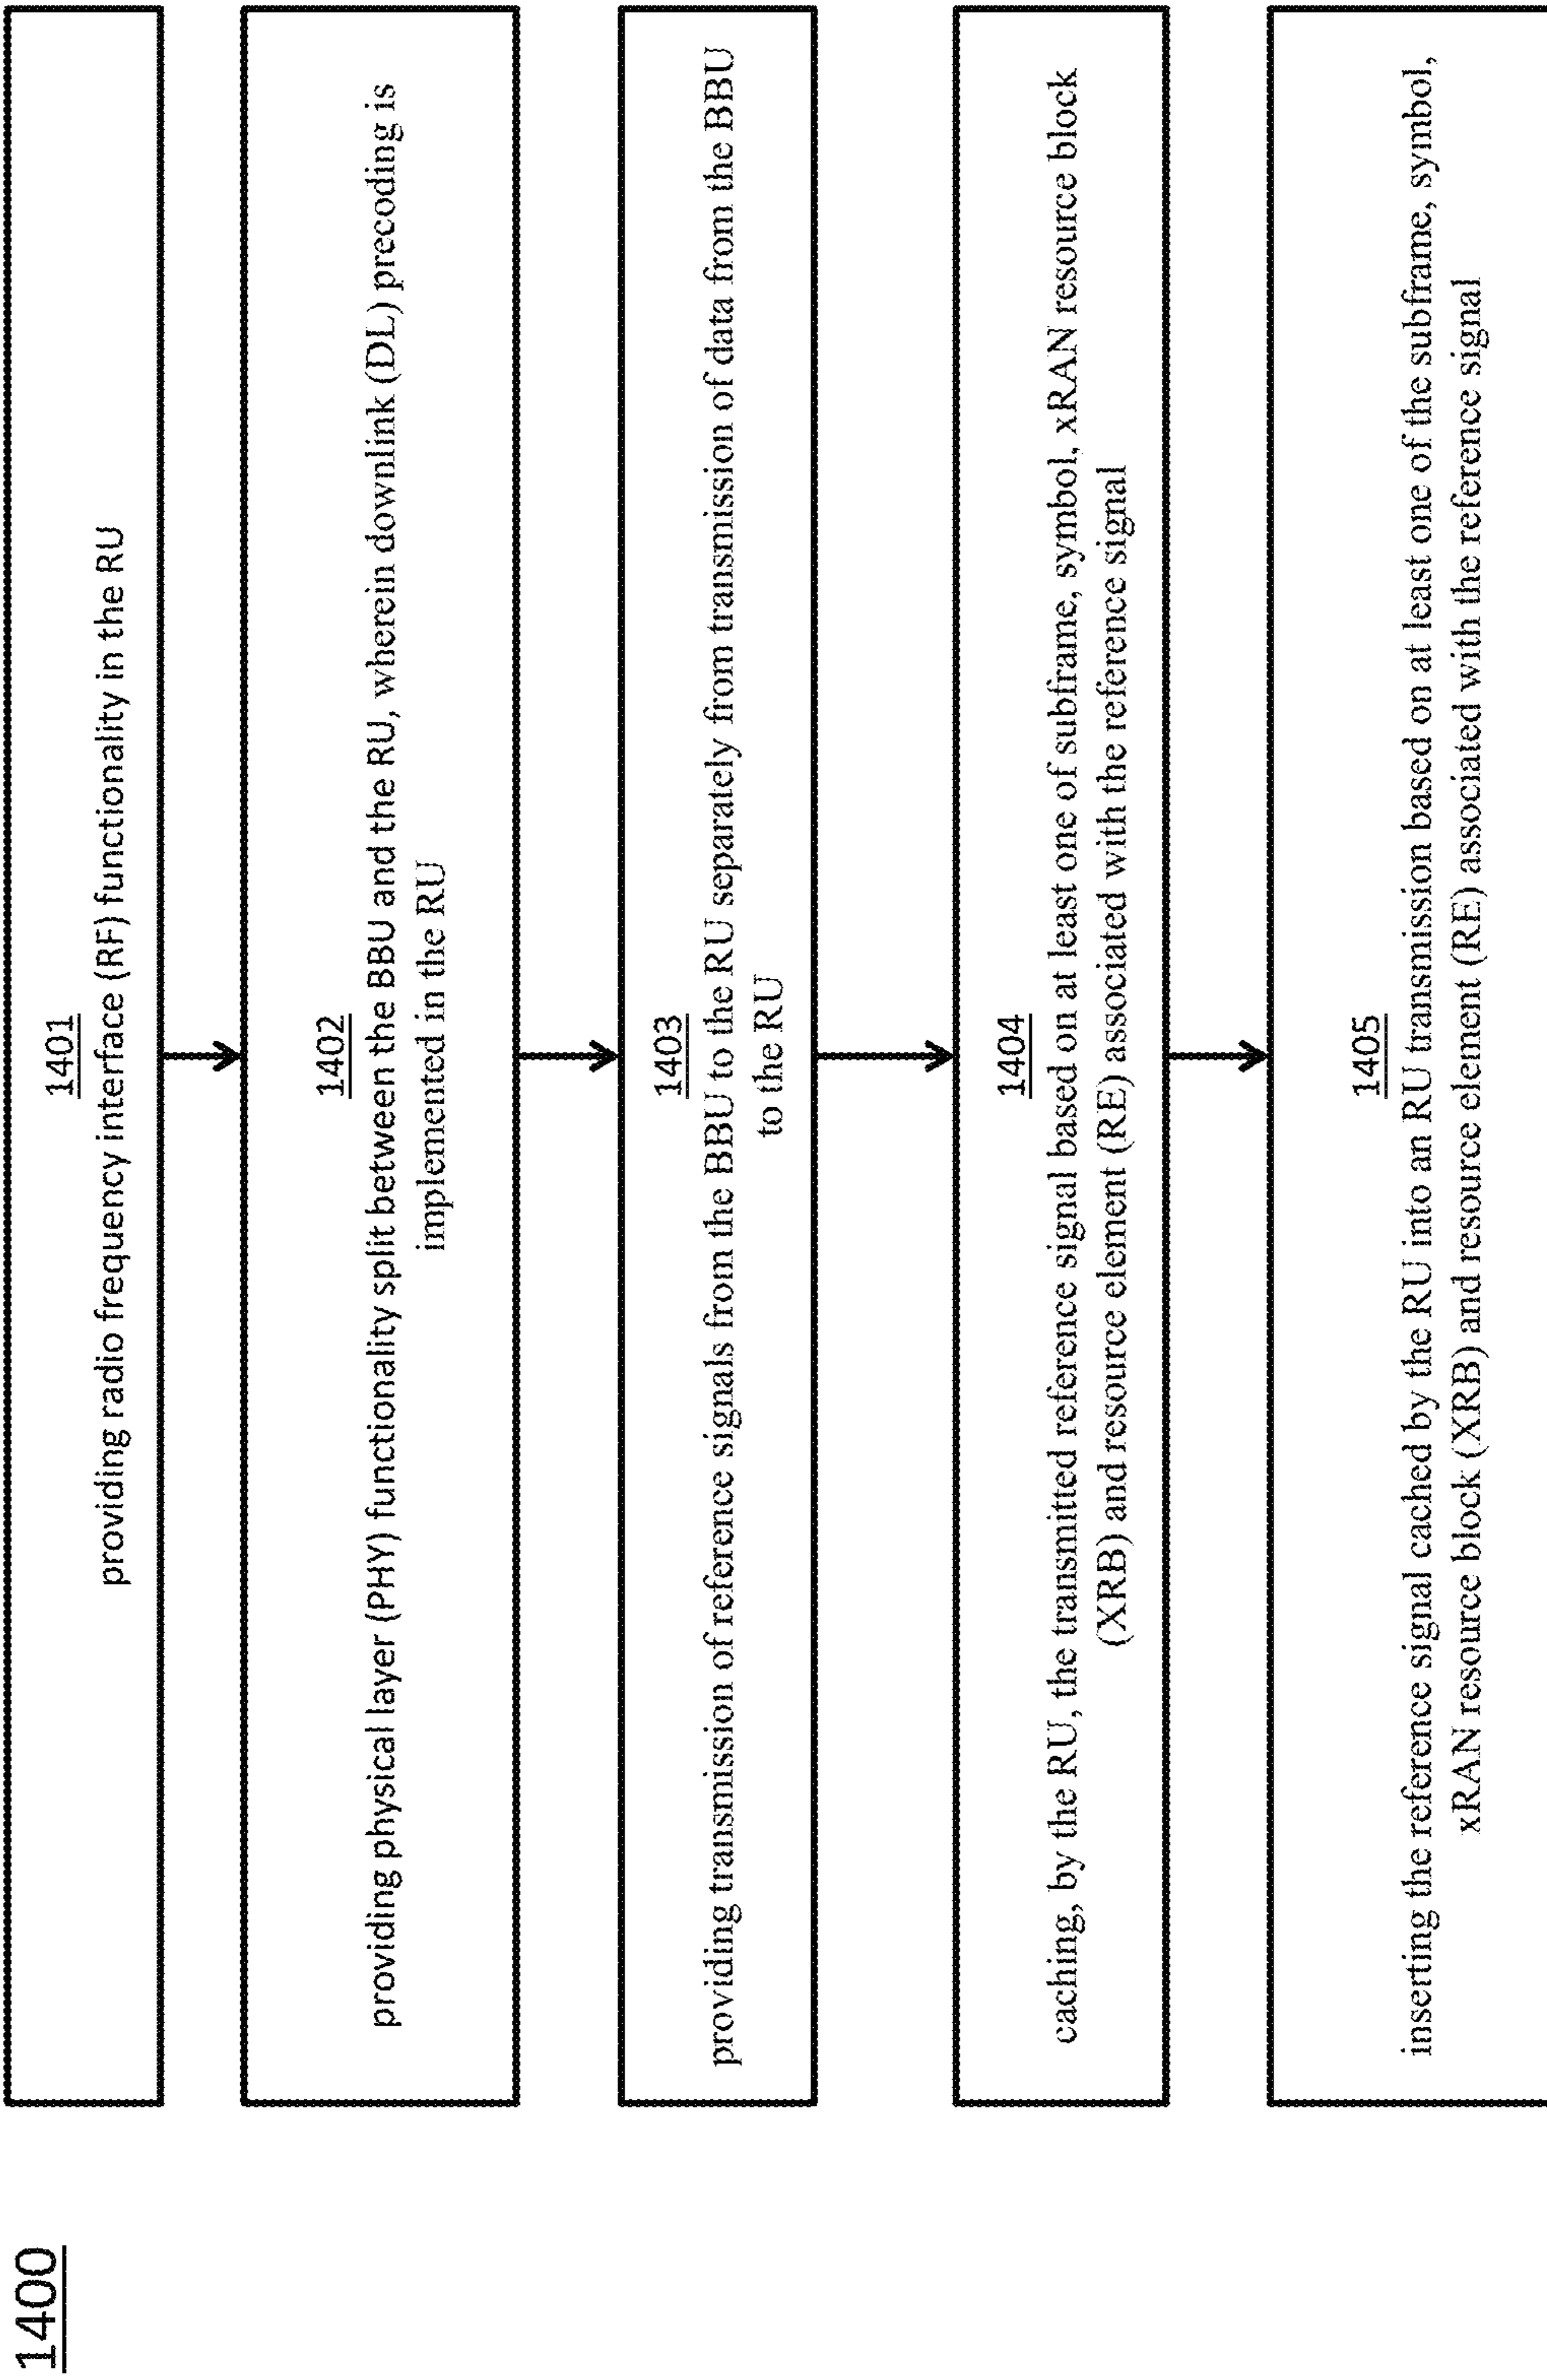 1400
1401
providing radio frequency interface (RF) functionality in the RU
1402
providing physical layer (PHY) functionality split between the BBU and the RU, wherein downlink (DL) precoding is
implemented in the RU
1403
providing transmission of reference signals from the BBU to the RU separately from transmission of data from the BBU
to the RU
1404
caching, by the RU, the transmitted reference signal based on at least one of subframe, symbol, xRAN resource block
(XRB) and resource element (RE) associated with the reference signal
1405
inserting the reference signal cached by the RU into an RU transmission based on at least one of the subframe, symbol,
xRAN resource block (XRB) and resource element (RE) associated with the reference signal